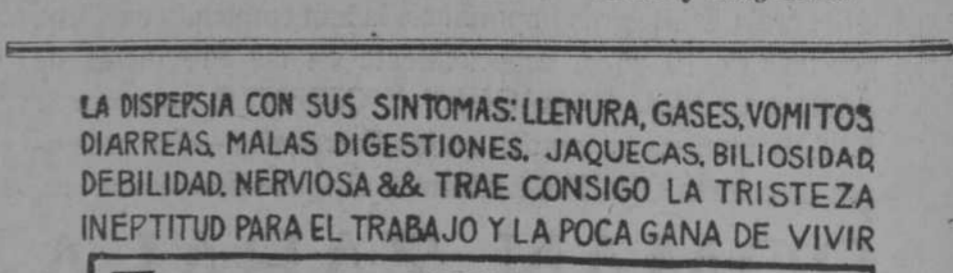 LA DISPEPSIA CON SUS SINTOMAS: LLENURA, GASES, VOMITOS
DIARREAS, MALAS DIGESTIONES, JAQUECAS, BILIOSIDAD,
DEBILIDAD, NERVIOSA && TRAE CONSIGO LA TRISTEZA
INEPTITUD PARA EL TRABAJO Y LA POCA GANA DE VIVIR